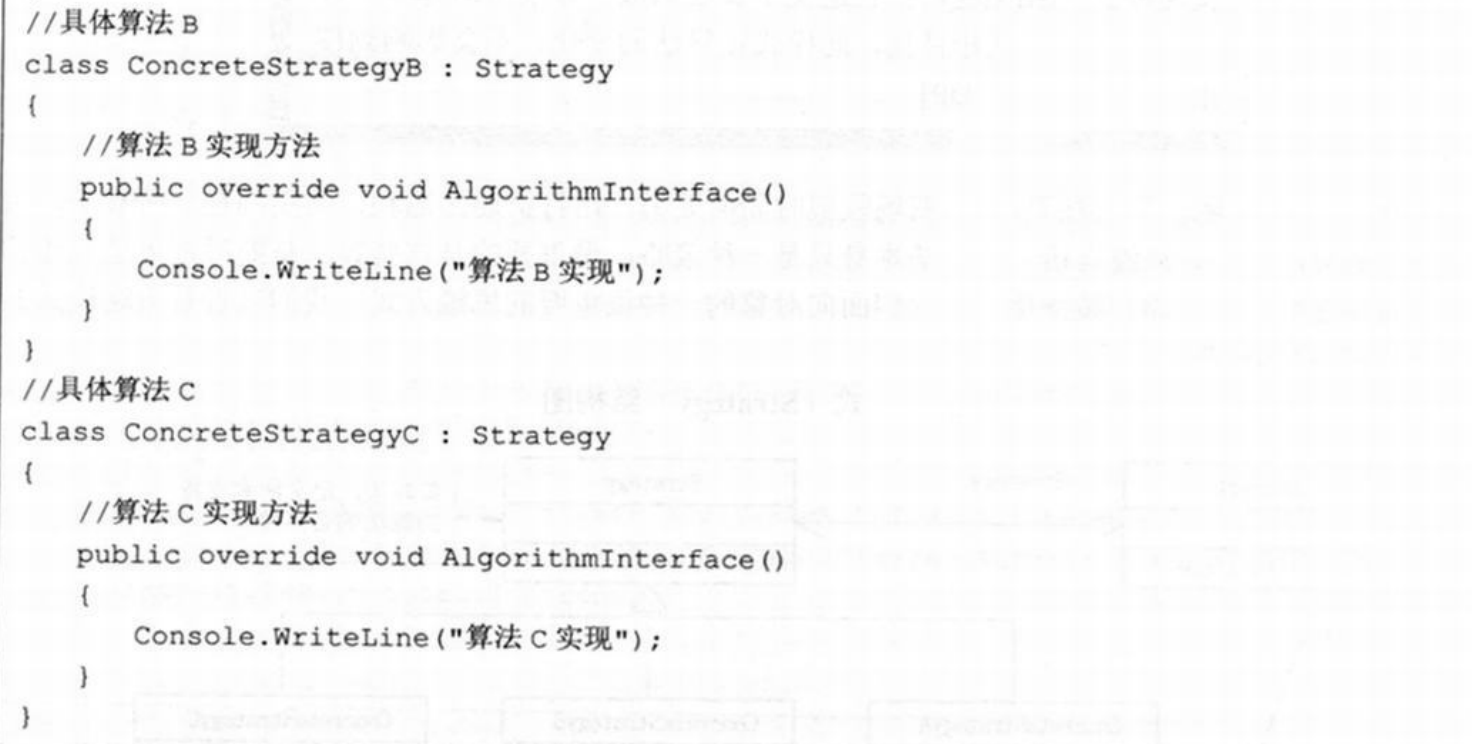 //具体算法 B
class ConcreteStrategyB : Strategy
{
//算法 B 实现方法
public override void AlgorithmInterface()
{
Console.WriteLine("算法 B 实现");
}
}
//具体算法 C
class ConcreteStrategyC : Strategy
{
//算法 C 实现方法
public override void AlgorithmInterface()
{
Console.WriteLine("算法 C 实现");
}
}